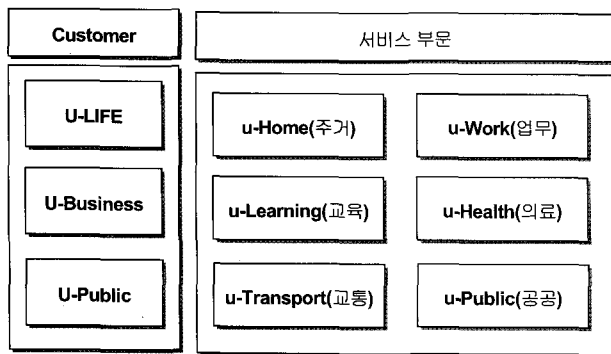 Customer
서비스 부문
U-LIFE
U-Business
U-Public
u-Home(주거)
u-Work(업무)
u-Learning(교육)
u-Health(의료)
u-Transport(교통)
u-Public(공공)